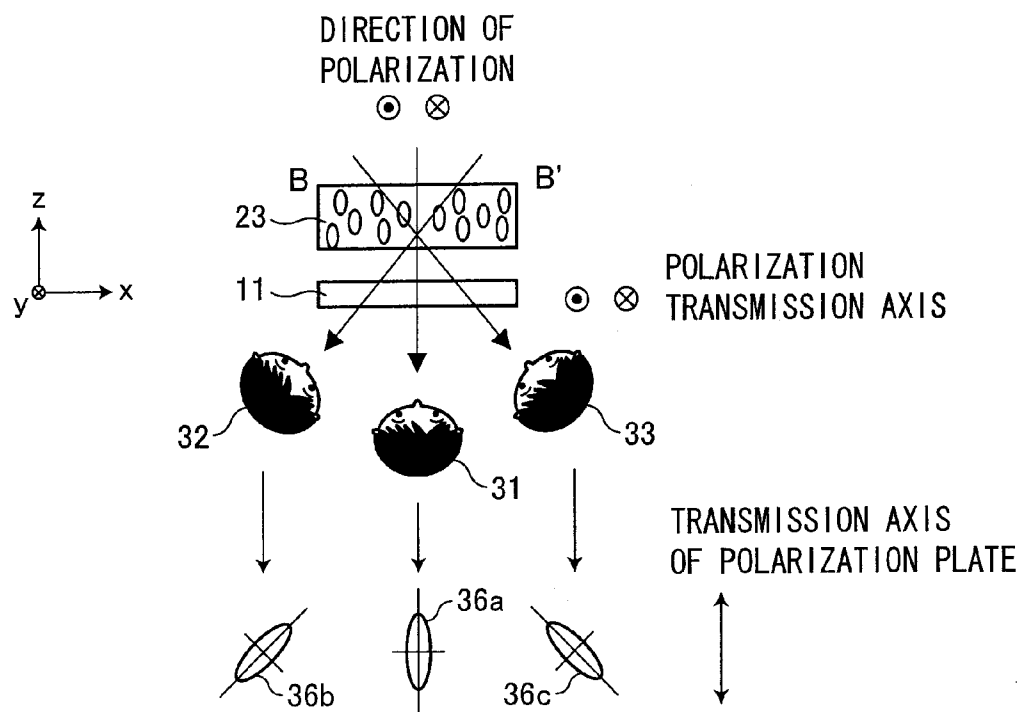 DIRECTION OF
POLARIZATION
B
B'
z
23
y
x
11
POLARIZATION
TRANSMISSION AXIS
32
33
31
TRANSMISSION AXIS
OF POLARIZATION PLATE
36a
36b
36c